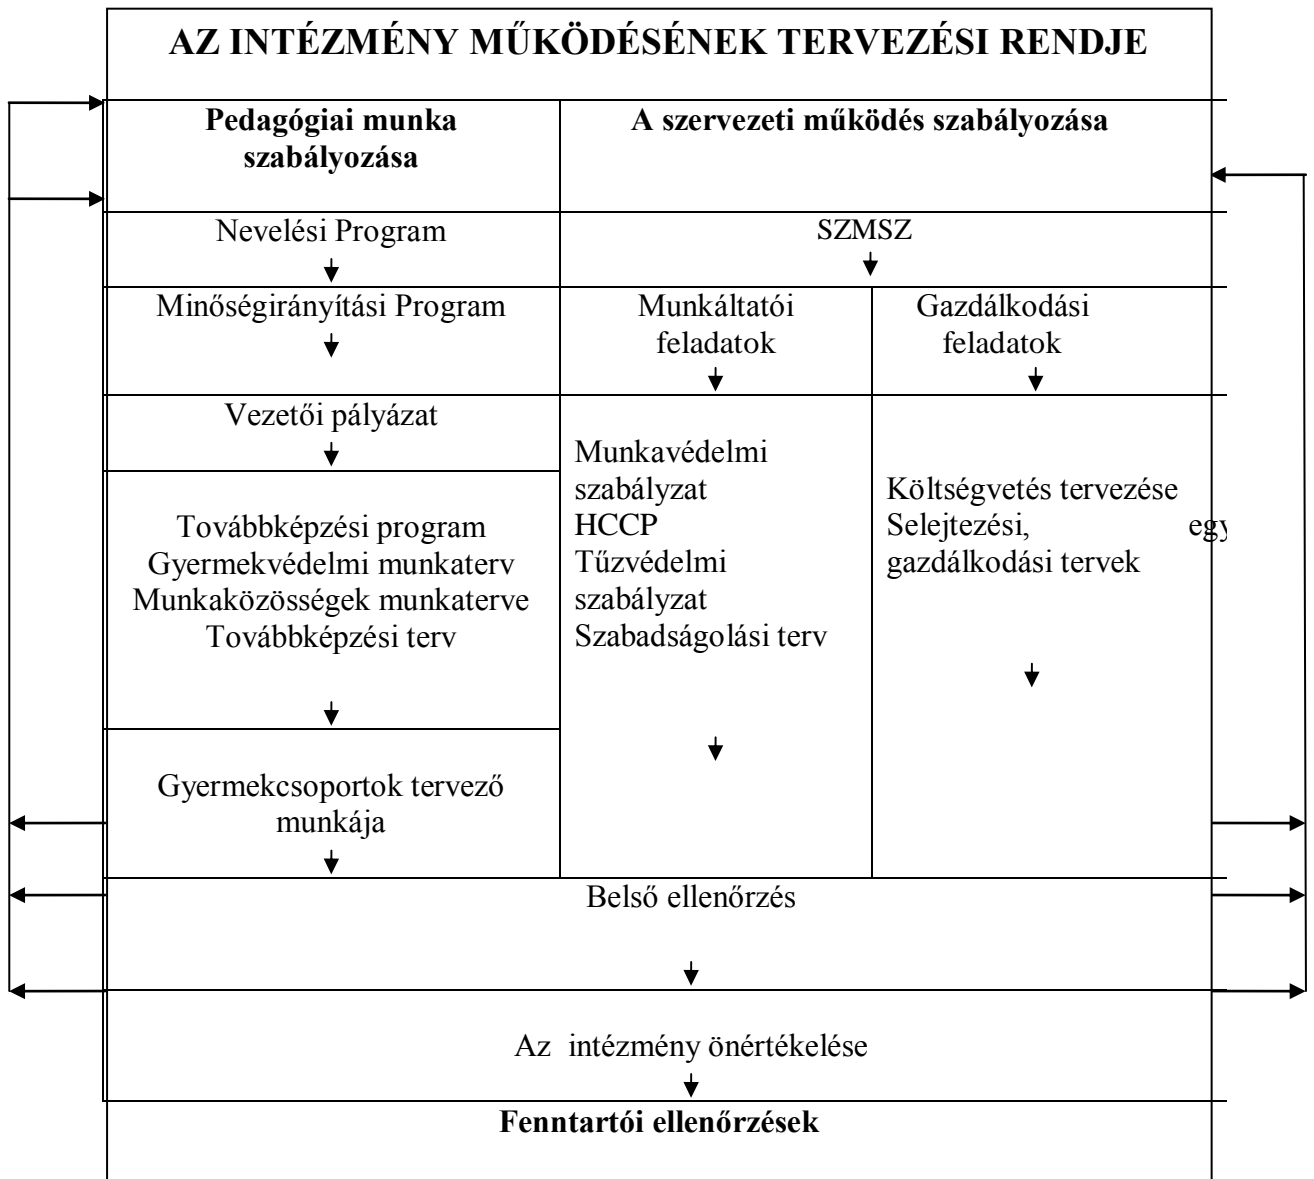 AZ INTÉZMÉNY MŰKÖDÉSÉNEK TERVEZÉSI RENDJE
Pedagógiai munka
szabályozása
A szervezeti működés szabályozása
Nevelési Program
SZMSZ
Minőségirányítási Program
Munkáltatói
feladatok
Gazdálkodási
feladatok
Vezetői pályázat
Továbbképzési program
Gyermekvédelmi munkaterv
Munkaközösségek munkaterve
Továbbképzési terv
Munkavédelmi
szabályzat
HCCP
Tűzvédelmi
szabályzat
Szabadságolási terv
Költségvetés tervezése
Selejtezési,
gazdálkodási tervek
Gyermekcsoportok tervező
munkája
Belső ellenőrzés
Az intézmény önértékelése
Fenntartói ellenőrzések